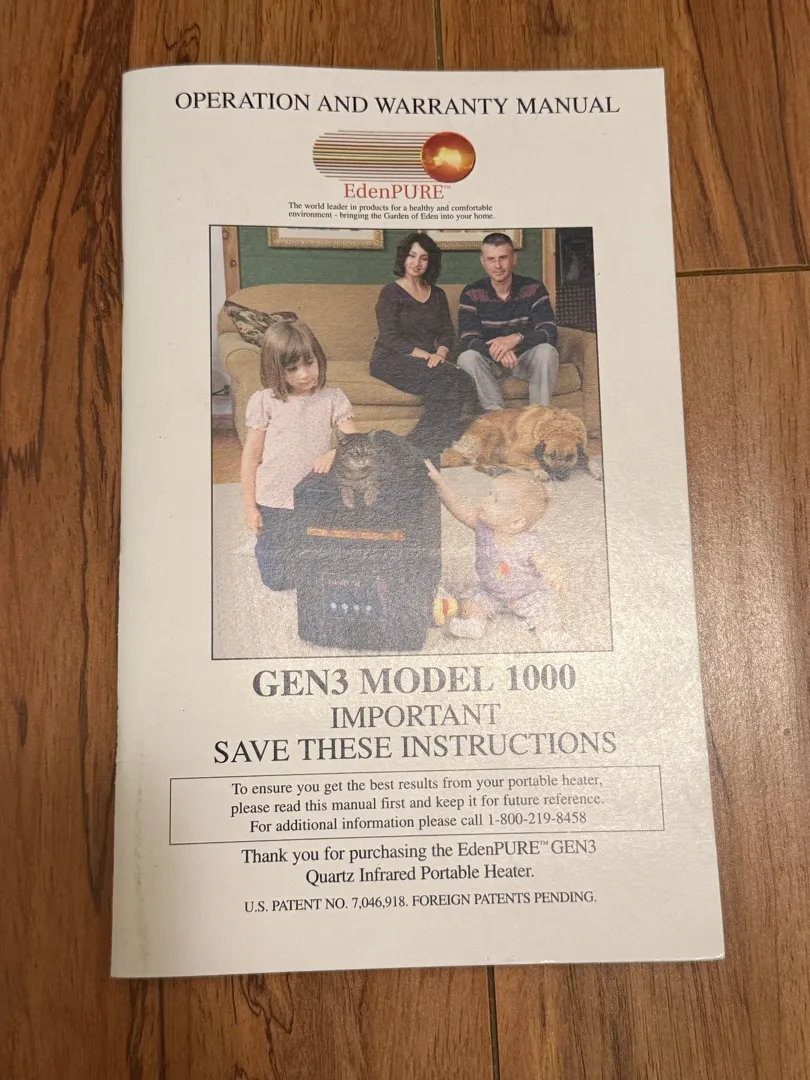 OPERATION AND WARRANTY MANUAL
EdenPURE™
The world leader in products for a healthy and comfortable
environment - bringing the Garden of Eden into your home.
GEN3 MODEL 1000
IMPORTANT
SAVE THESE INSTRUCTIONS
To ensure you get the best results from your portable heater,
please read this manual first and keep it for future reference.
For additional information please call 1-800-219-8458
Thank you for purchasing the EdenPURE™ GEN3
Quartz Infrared Portable Heater.
U.S. PATENT NO. 7,046,918. FOREIGN PATENTS PENDING.